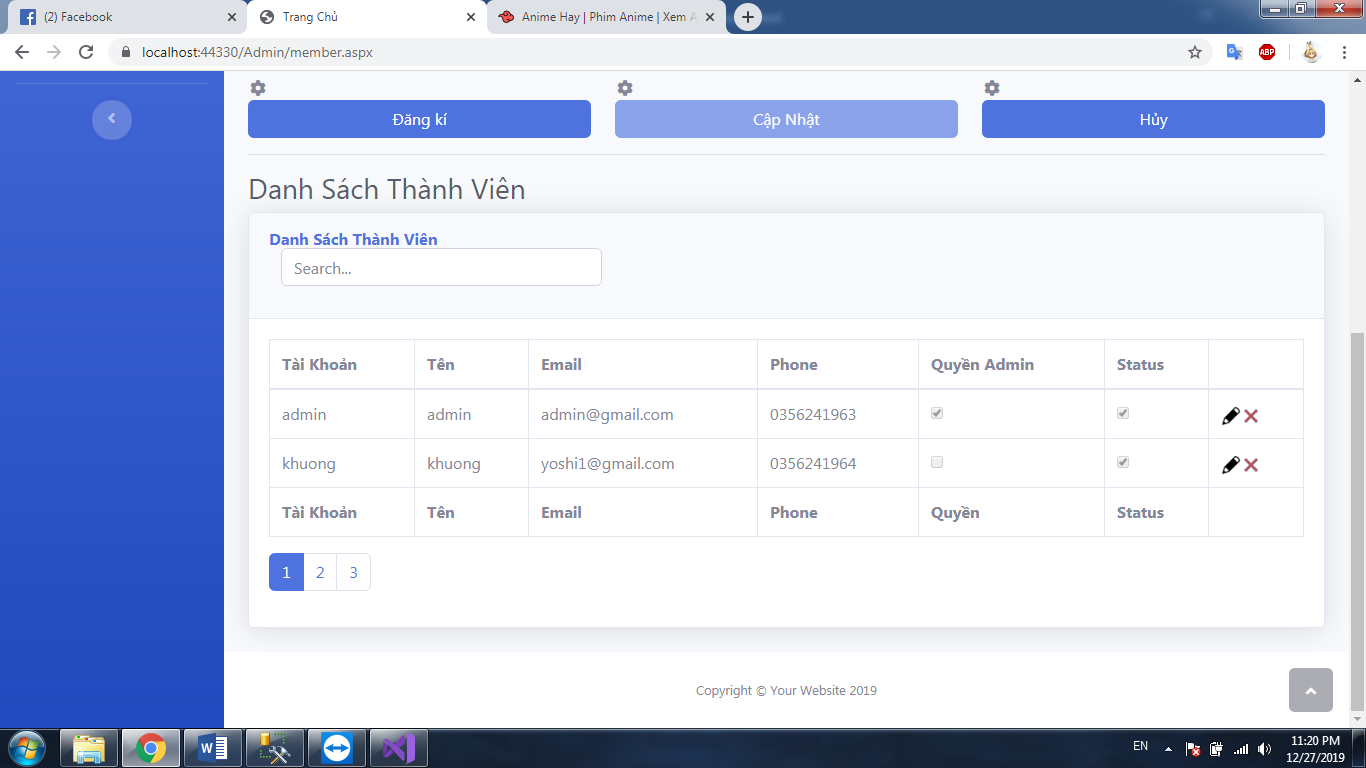 (2) Facebook
Trang Chủ
Anime Hay | Phim Anime | Xem A
localhost:44330/Admin/member.aspx
ABP
Đăng kí
Cập Nhật
Hủy
Danh Sách Thành Viên
Danh Sách Thành Viên
Search...
Tài Khoản Tên Email Phone Quyền Admin Status
admin admin admin@gmail.com 0356241963
khuong khuong yoshi1@gmail.com 0356241964
Tài Khoản Tên Email Phone Quyền Status
1 2 3
Copyright © Your Website 2019
EN
11:20 PM
12/27/2019